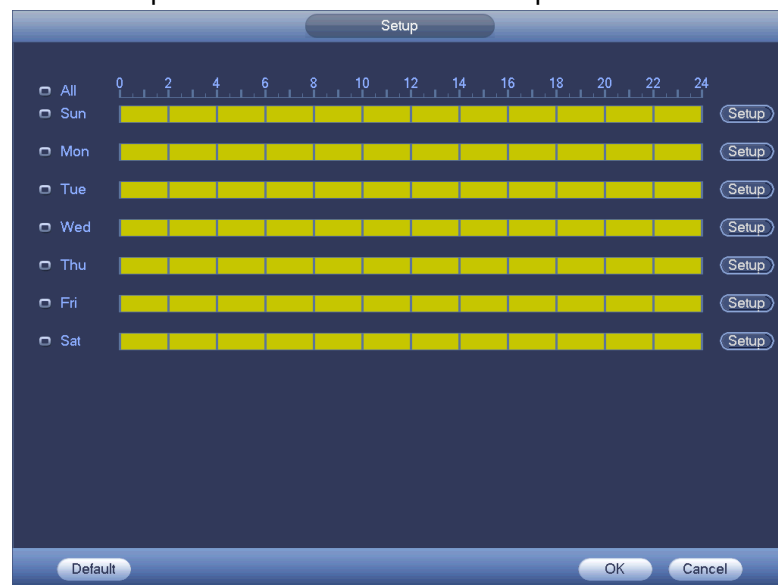 Setup
All 0 2 4 6 8 10 12 14 16 18 20 22 24
Sun Setup
Mon Setup
Tue Setup
Wed Setup
Thu Setup
Fri Setup
Sat Setup
Default OK Cancel